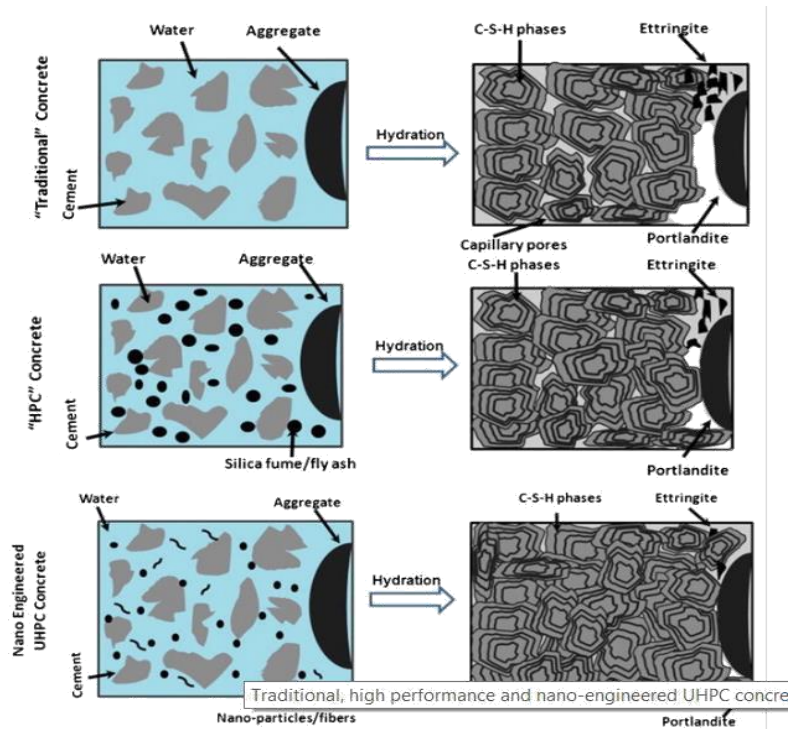 Water
Aggregate
C-S-H phases
Ettringite
"Traditional" Concrete
Hydration
Cement
Capillary pores
Portlandite
Water
Aggregate
C-S-H phases
Ettringite
"HPC" Concrete
Hydration
Cement
Silica fume/fly ash
Portlandite
Water
Aggregate
C-S-H phases
Ettringite
Nano Engineered
UHPC Concrete
Hydration
Cement
Traditional, high performance and nano-engineered UHPC concre
Nano-particles/fibers
Portlandite